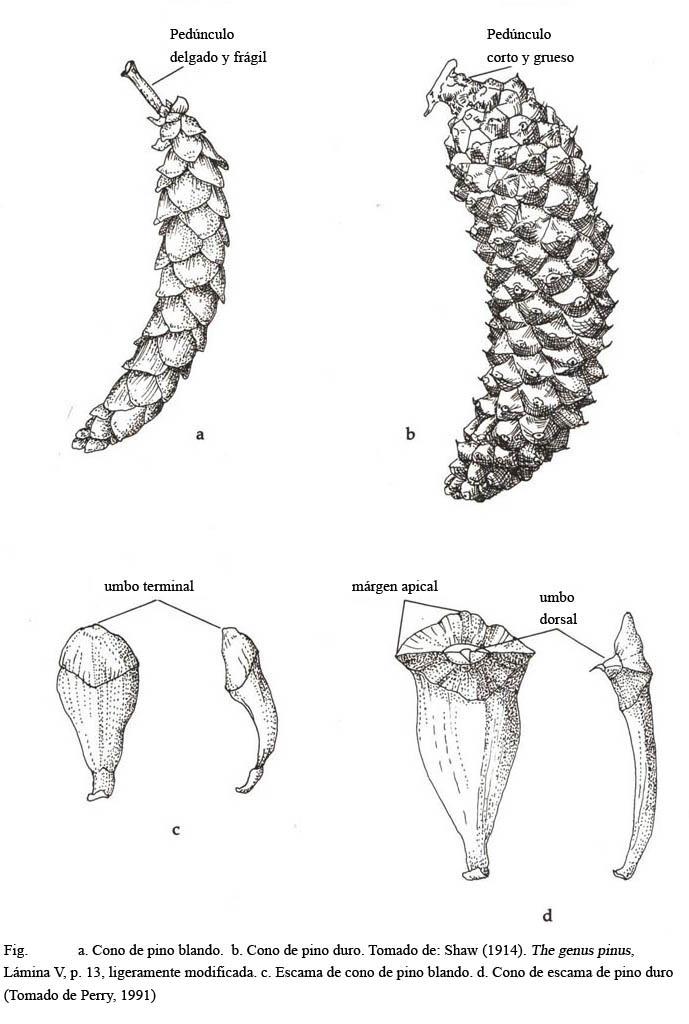 Pedúnculo
delgado y frágil
Pedúnculo
corto y grueso
a
b
umbo terminal
márgen apical
umbo
dorsal
c
d
Fig. a. Cono de pino blando. b. Cono de pino duro. Tomado de: Shaw (1914). The genus pinus,
Lámina V, p. 13, ligeramente modificada. c. Escama de cono de pino blando. d. Cono de escama de pino duro
(Tomado de Perry, 1991)